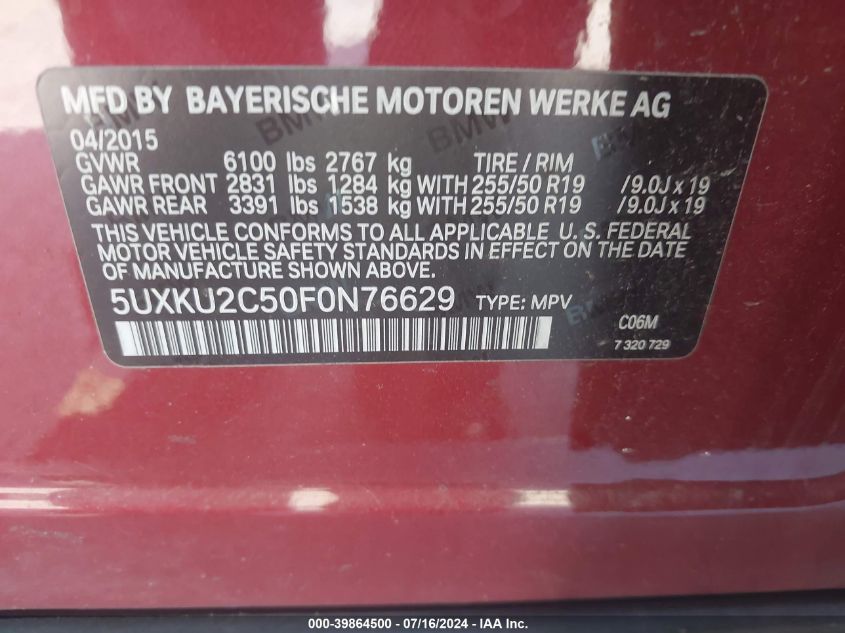 MFD BY BAYERISCHE MOTOREN WERKE AG
04/2015
GVWR 6100 lbs 2767 kg TIRE / RIM
GAWR FRONT 2831 lbs 1284 kg WITH 255/50 R19 /9.0J x 19
GAWR REAR 3391 lbs 1538 kg WITH 255/50 R19 /9.0J x 19
THIS VEHICLE CONFORMS TO ALL APPLICABLE U. S. FEDERAL
MOTOR VEHICLE SAFETY STANDARDS IN EFFECT ON THE DATE
OF MANUFACTURE SHOWN ABOVE.
5UXKU2C50F0N76629 TYPE: MPV
C06M
7 320 729
000-39864500 - 07/16/2024 - IAA Inc.